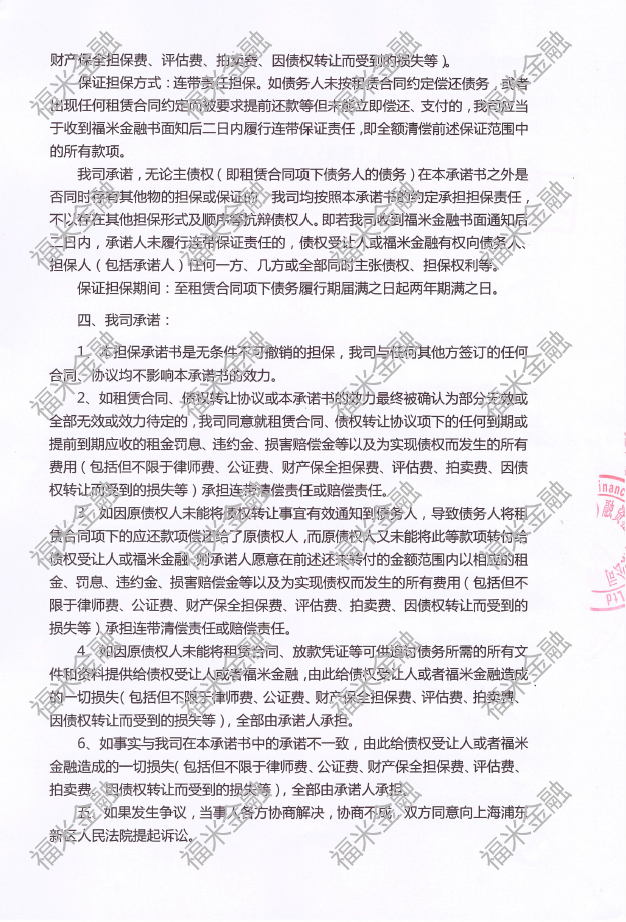 财产保全担保费、评估费、拍卖费、因债权转让而受到的损失等）。
保证担保方式：连带责任担保。如债务人未按租赁合同约定偿还债务，或者
出现任何租赁合同约定而被要求提前还款等但未能立即偿还、支付的，我司应当
于收到福米金融书面知后二日内履行连带保证责任，即全额清偿前述保证范围中
的所有款项。
我司承诺，无论主债权（即租赁合同项下债务人的债务）在本承诺书之外是
否同时存有其他物的担保或保证的，我司均按照本承诺书的约定承担担保责任，
不以存在其他担保形式及顺序等抗辩债权人。即若我司收到福米金融书面通知后
二日内，承诺人未履行连带保证责任的，债权受让人或福米金融有权向债务人、
担保人（包括承诺人）任何一方、几方或全部同时主张债权、担保权利等。
保证担保期间：至租赁合同项下债务履行期届满之日起两年期满之日。
四、我司承诺：
1、本担保承诺书是无条件不可撤销的担保，我司与任何其他方签订的任何
合同、协议均不影响本承诺书的效力。
2、如租赁合同、债权转让协议或本承诺书的效力最终被确认为部分无效或
全部无效或效力待定的，我司同意就租赁合同、债权转让协议项下的任何到期或
提前到期应收的租金罚息、违约金、损害赔偿金等以及为实现债权而发生的所有
费用（包括但不限于律师费、公证费、财产保全担保费、评估费、拍卖费、因债
权转让而受到的损失等）承担连带清偿责任或赔偿责任。
3、如因原债权人未能将债权转让事宜有效通知到债务人，导致债务人将租
赁合同项下的应还款项偿还给了原债权人，而原债权人又未能将此等款项转付给
债权受让人或福米金融，则承诺人愿意在前述还未转付的金额范围内以相应的租
金、罚息、违约金、损害赔偿金等以及为实现债权而发生的所有费用（包括但不
限于律师费、公证费、财产保全担保费、评估费、拍卖费、因债权转让而受到的
损失等）承担连带清偿责任或赔偿责任。
4、如因原债权人未能将租赁合同、放款凭证等可供追讨债务所需的所有文
件和资料提供给债权受让人或者福米金融，由此给债权受让人或者福米金融造成
的一切损失（包括但不限于律师费、公证费、财产保全担保费、评估费、拍卖费、
因债权转让而受到的损失等），全部由承诺人承担。
6、如事实与我司在本承诺书中的承诺不一致，由此给债权受让人或者福米
金融造成的一切损失（包括但不限于律师费、公证费、财产保全担保费、评估费、
拍卖费、因债权转让而受到的损失等），全部由承诺人承担。
五、如果发生争议，当事人各方协商解决，协商不成，双方同意向上海浦东
新区人民法院提起诉讼。
福米金融
inanc
Ltd